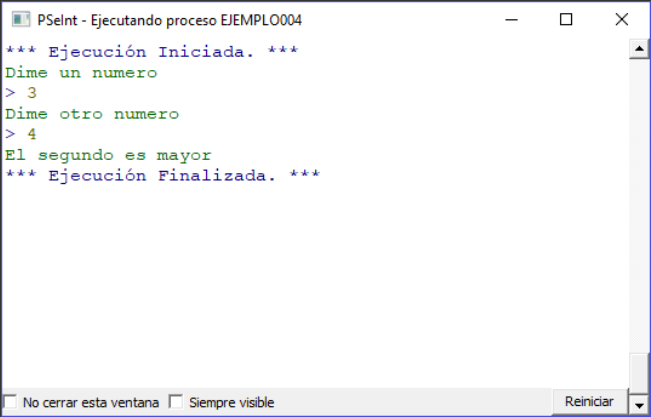 PSeInt - Ejecutando proceso EJEMPLO004
*** Ejecución Iniciada. ***
Dime un numero
> 3
Dime otro numero
> 4
El segundo es mayor
*** Ejecución Finalizada. ***
No cerrar esta ventana Siempre visible Reiniciar